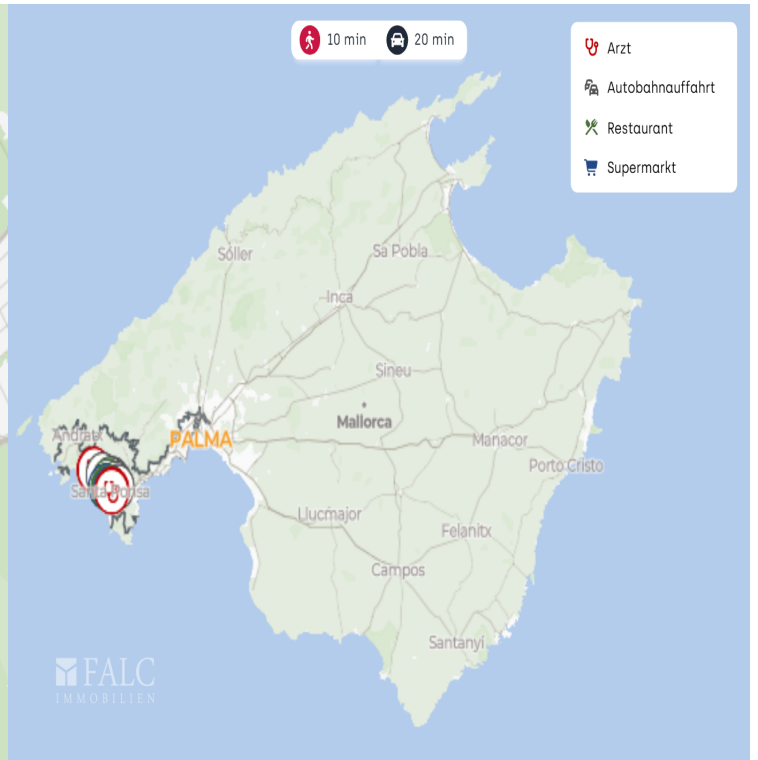 10 min
20 min
Arzt
Autobahnauffahrt
Restaurant
Supermarkt
Sóller
Sa Pobla
Inca
Sineu
Mallorca
Andratx
PALMA
Manacor
Porto Cristo
Santa Ponsa
Llucmajor
Felanitx
Campos
Santanyí
FALC
IMMOBILIEN